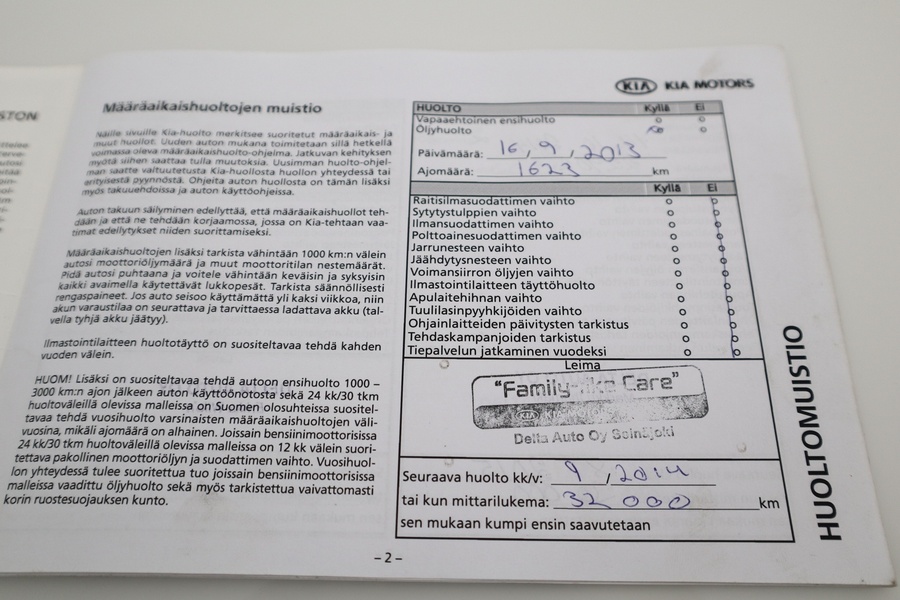 STON
Määräaikaishuoltojen muistio
Näille sivuille Kia-huolto merkitsee suoritetut määräaikais- ja
muut huollot. Uuden auton mukana toimitetaan sillä hetkellä
voimassa oleva määräaikaishuolto-ohjelma. Jatkuvan kehityksen
myötä siihen saattaa tulla muutoksia. Uusimman huolto-ohjel-
man saatte valtuutetusta Kia-huollosta huollon yhteydessä tai
erityisestä pyynnöstä. Ohjeita auton huollosta on tämän lisäksi
myös takuuehdoissa ja auton käyttöohjeissa.
Auton takuun säilyminen edellyttää, että määräaikaishuollot teh-
dään ja että ne tehdään korjaamossa, jossa on Kia-tehtaan vaa-
timat edellytykset niiden suorittamiseksi.
Määräaikaishuoltojen lisäksi tarkista vähintään 1000 km:n välein
autosi moottoriöljymäärä ja muut moottoritilan nestemäärät.
Pidä autosi puhtaana ja voitele vähintään keväisin ja syksyisin
kaikki avaimella käytettävät lukkopesät. Tarkista säännöllisesti
rengaspaineet. Jos auto seisoo käyttämättä yli kaksi viikkoa, niin
akun varaustilaa on seurattava ja tarvittaessa ladattava akku (tal-
vella tyhjä akku jäätyy).
Ilmastointilaitteen huoltotäyttö on suositeltavaa tehdä kahden
vuoden välein.
HUOM! Lisäksi on suositeltavaa tehdä autoon ensihuolto 1000 –
3000 km:n ajon jälkeen auton käyttöönotosta sekä 24 kk/30 tkm
huoltoväleillä olevissa malleissa on Suomen olosuhteissa suositel-
tavaa tehdä vuosihuolto varsinaisten määräaikaishuoltojen väli-
vuosina, mikäli ajomäärä on alhainen. Joissain bensiinimoottorisissa
24 kk/30 tkm huoltoväleillä olevissa malleissa on 12 kk välein suori-
tettava pakollinen moottoriöljyn ja suodattimen vaihto. Vuosihuol-
lon yhteydessä tulee suoritettua tuo joissain bensiinimoottorisissa
malleissa vaadittu öljyhuolto sekä myös tarkistettua vaivattomasti
korin ruostesuojauksen kunto.
– 2 –
KIA KIA MOTORS
HUOLTO Kyllä Ei
Vapaaehtoinen ensihuolto
Öljyhuolto
Päivämäärä: 16, 9, 2013
Ajomäärä: 1623 km
Kyllä Ei
Raitisilmasuodattimen vaihto
Sytytystulppien vaihto
Ilmansuodattimen vaihto
Polttoainesuodattimen vaihto
Jarrunesteen vaihto
Jäähdytysnesteen vaihto
Voimansiirron öljyjen vaihto
Ilmastointilaitteen täyttöhuolto
Apulaitehihnan vaihto
Tuulilasinpyyhkijöiden vaihto
Ohjainlaitteiden päivitysten tarkistus
Tehdaskampanjoiden tarkistus
Tiepalvelun jatkaminen vuodeksi
Leima
"Family-like Care"
KIA KIA MOTORS
Delta Auto Oy Seinäjoki
Seuraava huolto kk/v: 9 / 2014
tai kun mittarilukema: 32 000 km
sen mukaan kumpi ensin saavutetaan
HUOLTOMUISTIO